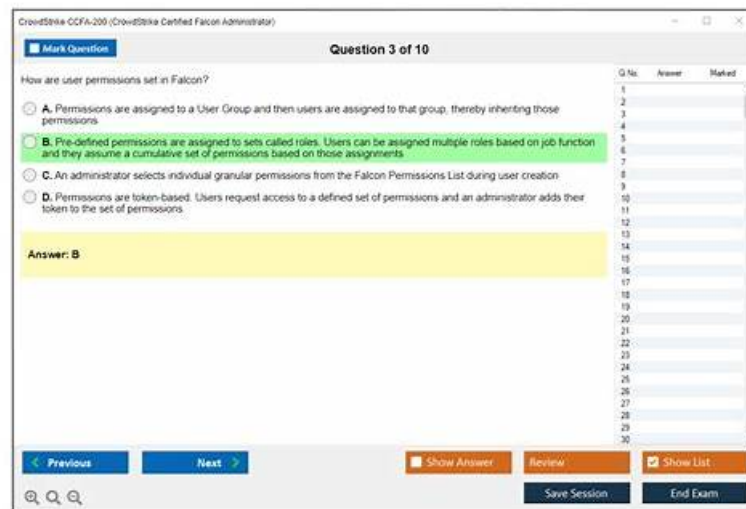 CrowdStrike CCFA-200 (CrowdStrike Certified Falcon Administrator)
Mark Question
Question 3 of 10
How are user permissions set in Falcon?
A. Permissions are assigned to a User Group and then users are assigned to that group, thereby inheriting those
permissions
B. Pre-defined permissions are assigned to sets called roles. Users can be assigned multiple roles based on job function
and they assume a cumulative set of permissions based on those assignments
C. An administrator selects individual granular permissions from the Falcon Permissions List during user creation
D. Permissions are token-based. Users request access to a defined set of permissions and an administrator adds their
token to the set of permissions
Answer: B
Q.No. Answer Marked
1
2
3
4
5
6
7
8
9
10
11
12
13
14
15
16
17
18
19
20
21
22
23
24
25
26
27
28
29
30
Previous
Next
Show Answer
Review
Show List
Save Session
End Exam